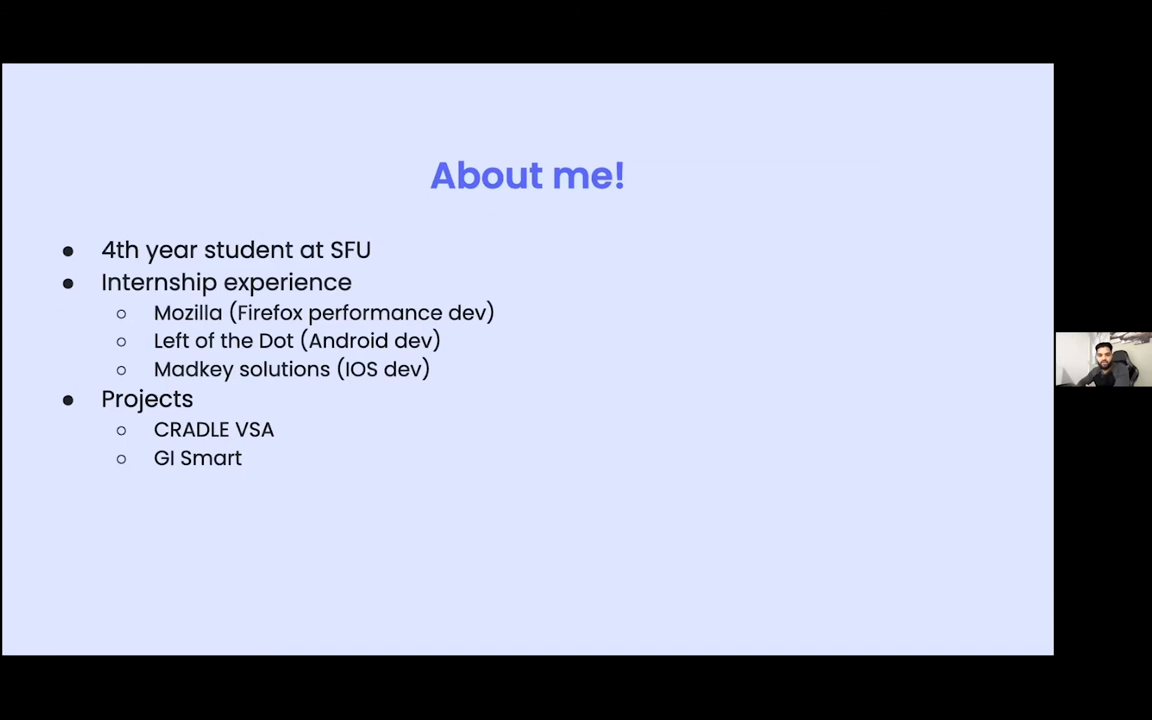 About me!
● 4th year student at SFU
● Internship experience
○ Mozilla (Firefox performance dev)
○ Left of the Dot (Android dev)
○ Madkey solutions (IOS dev)
● Projects
○ CRADLE VSA
○ GI Smart